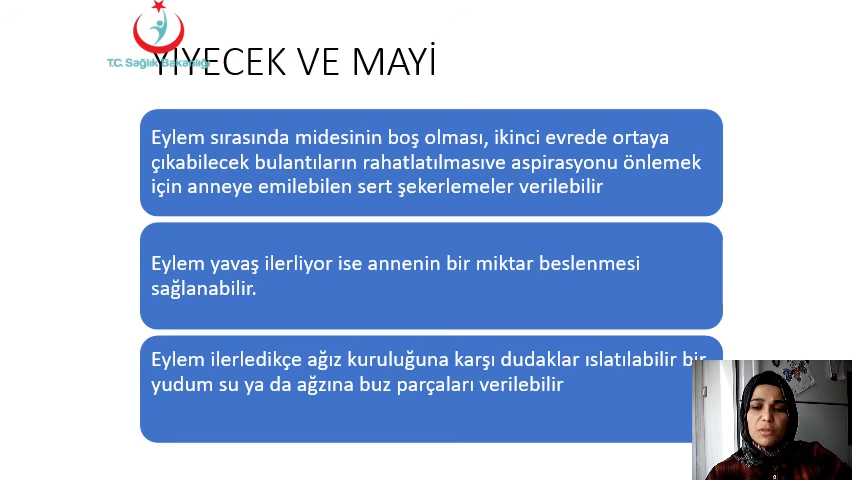 T.C. Sağlık Bakanlığı
YİYECEK VE MAYİ
Eylem sırasında midesinin boş olması, ikinci evrede ortaya
çıkabilecek bulantıların rahatlatılmasıve aspirasyonu önlemek
için anneye emilebilen sert şekerlemeler verilebilir
Eylem yavaş ilerliyor ise annenin bir miktar beslenmesi
sağlanabilir.
Eylem ilerledikçe ağız kuruluğuna karşı dudaklar ıslatılabilir bir
yudum su ya da ağzına buz parçaları verilebilir